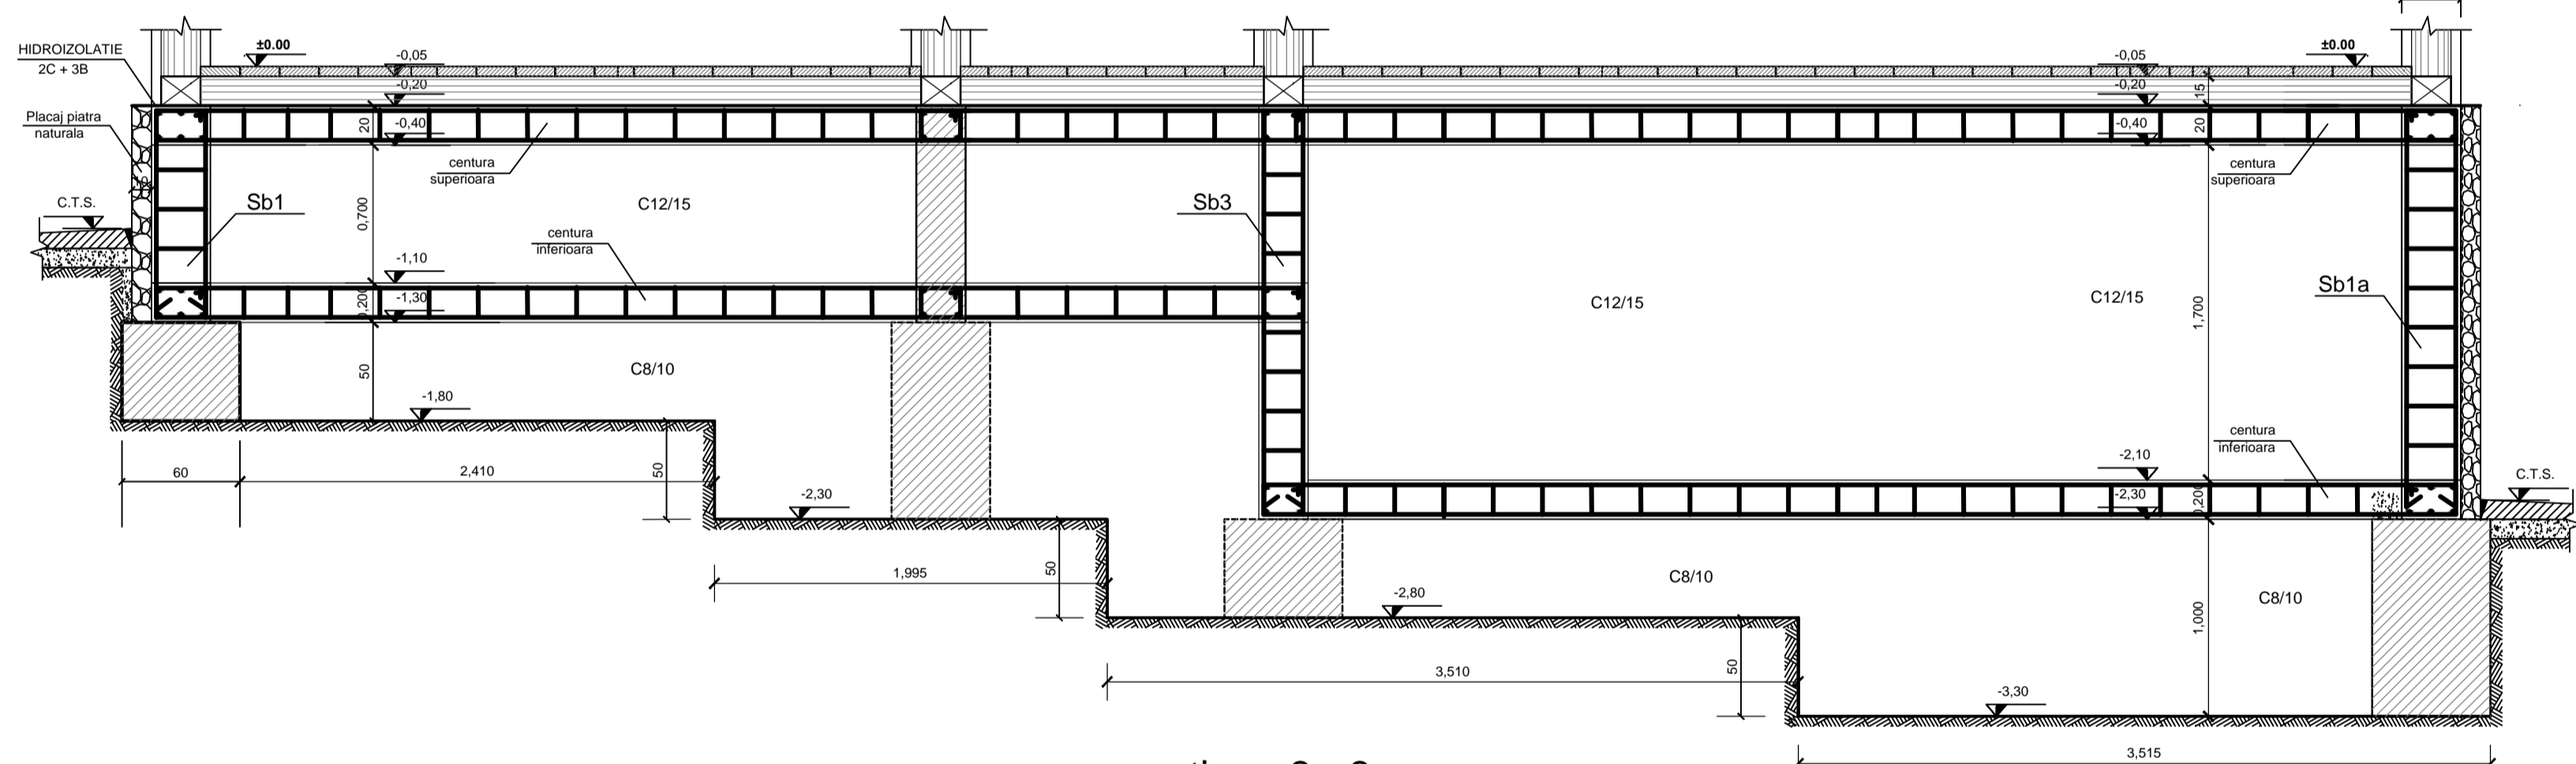 HIDROIZOLATIE
2C + 3B
±0.00
-0,05
-0,20
-0,05
-0,20
±0.00
15
Placaj piatra
naturala
20
-0,40
-0,40
20
centura
superioara
centura
superioara
C.T.S.
Sb1
0,700
C12/15
Sb3
centura
inferioara
-1,10
0,200
-1,30
C12/15
C12/15
Sb1a
1,700
50
C8/10
-1,80
60
2,410
50
-2,30
centura
inferioara
-2,10
-2,30
0,200
C.T.S.
1,995
50
C8/10
-2,80
C8/10
1,000
3,510
50
-3,30
3,515